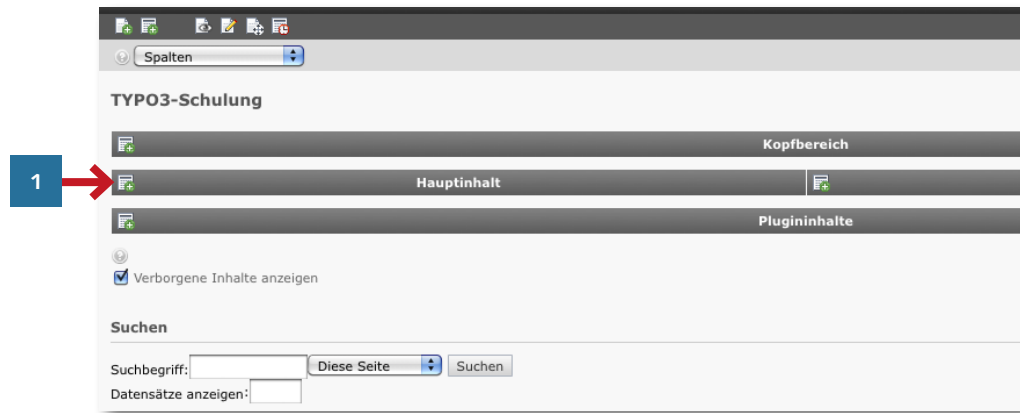 Spalten
TYPO3-Schulung
Kopfbereich
1 Hauptinhalt
Plugininhalte
Verborgene Inhalte anzeigen
Suchen
Suchbegriff: Diese Seite Suchen
Datensätze anzeigen: